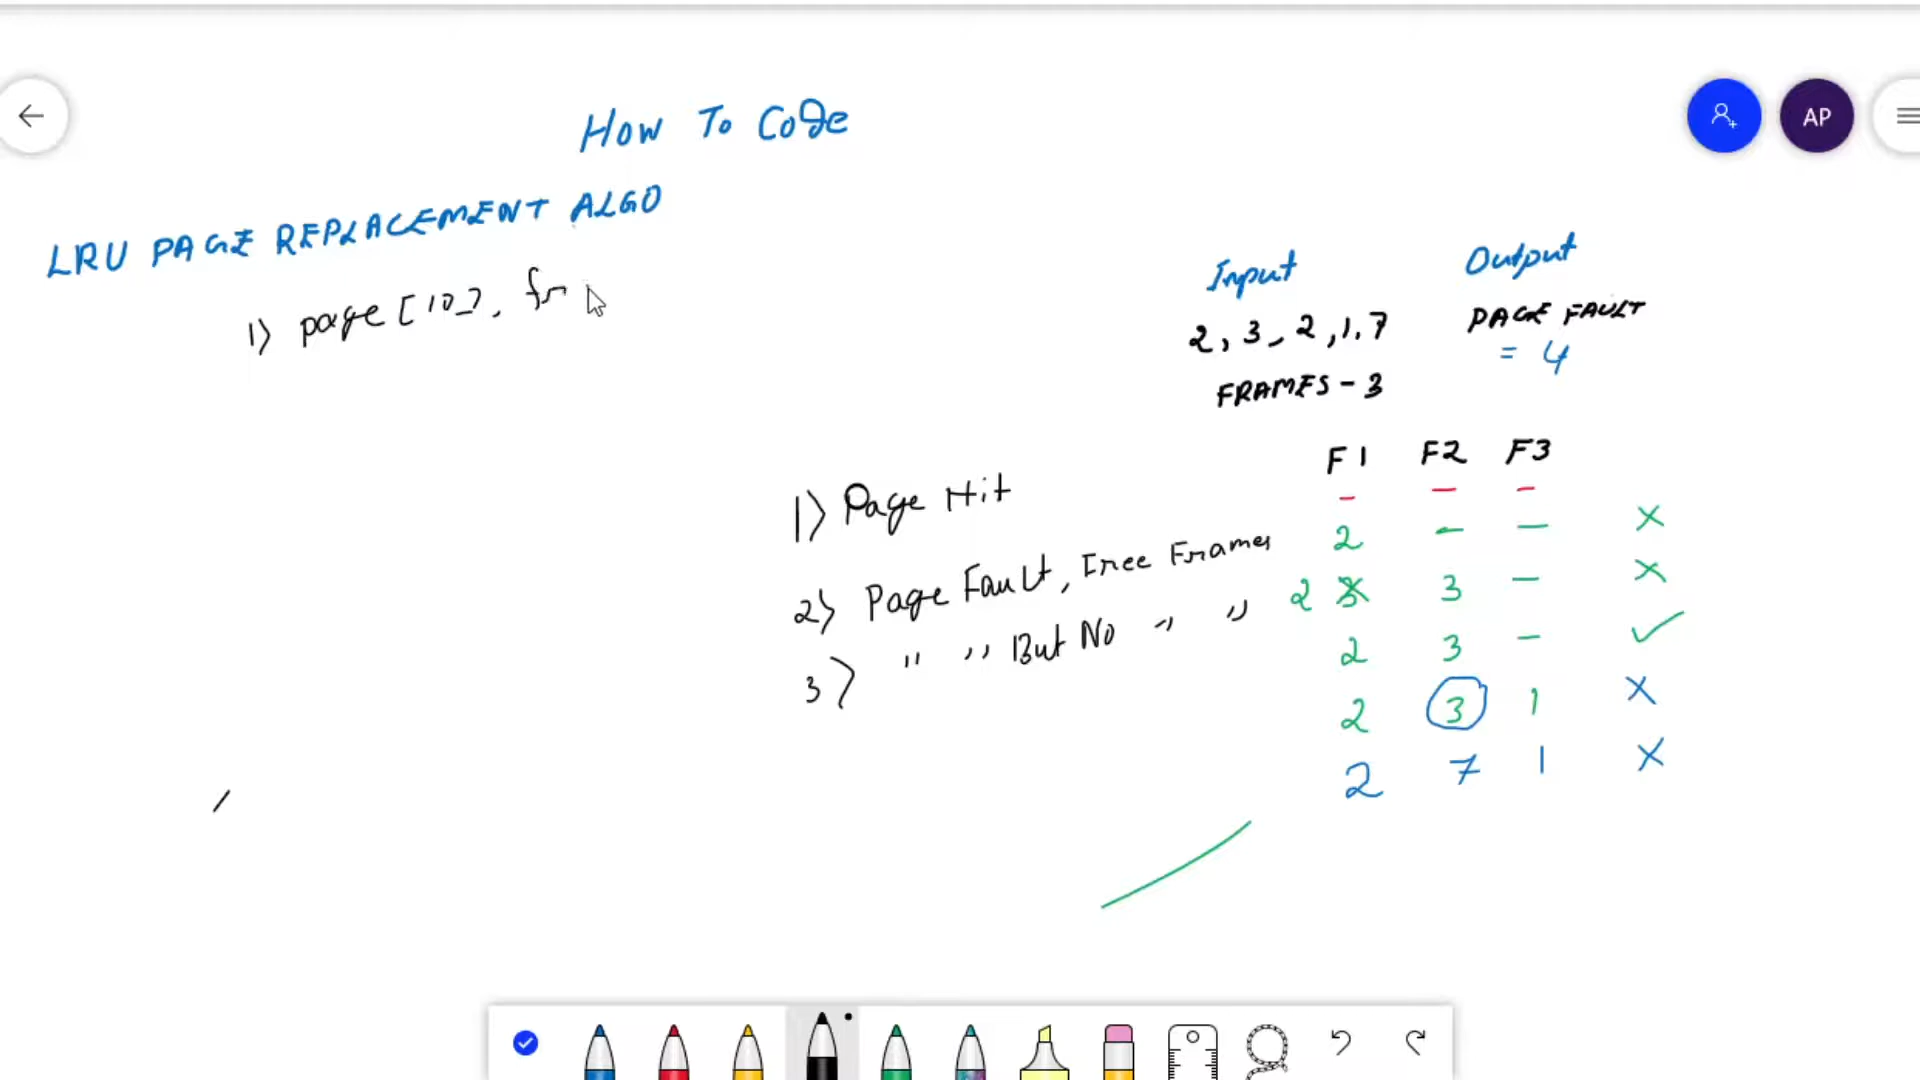 How To Code
AP
LRU PAGE REPLACEMENT ALGO
1) page [10], fr
Input
2, 3, 2, 1, 7
FRAMES - 3
Output
PAGE FAULT
= 4
1) Page Hit
2) Page Fault, Free Frames
3) " " But No " "
F1 F2 F3
- - -
2 - - X
2 3 3 - X
2 3 - ✓
2 3 1 X
2 7 1 X